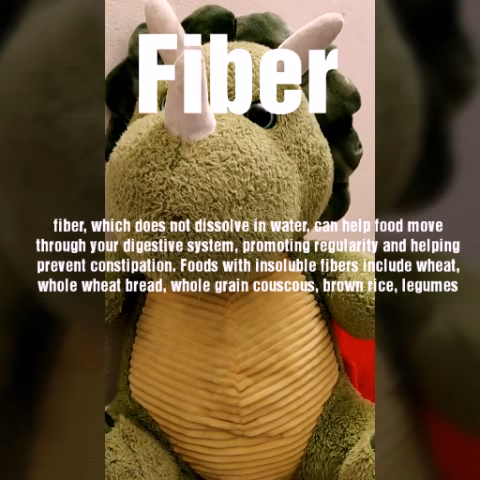 Fiber
fiber, which does not dissolve in water, can help food move
through your digestive system, promoting regularity and helping
prevent constipation. Foods with insoluble fibers include wheat,
whole wheat bread, whole grain couscous, brown rice, legumes